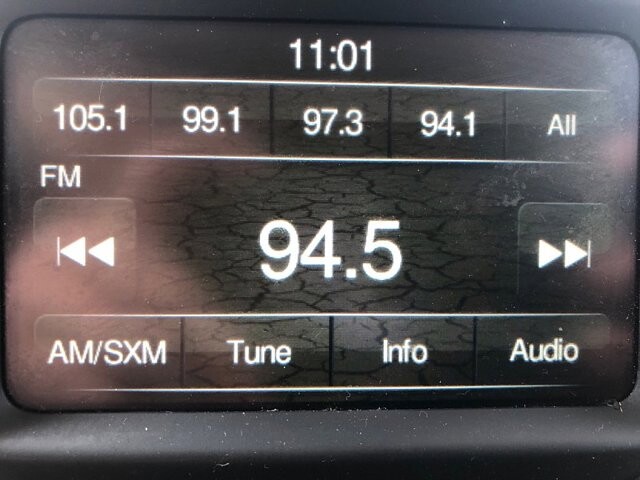 11:01
105.1 99.1 97.3 94.1 All
FM
94.5
AM/SXM Tune Info Audio